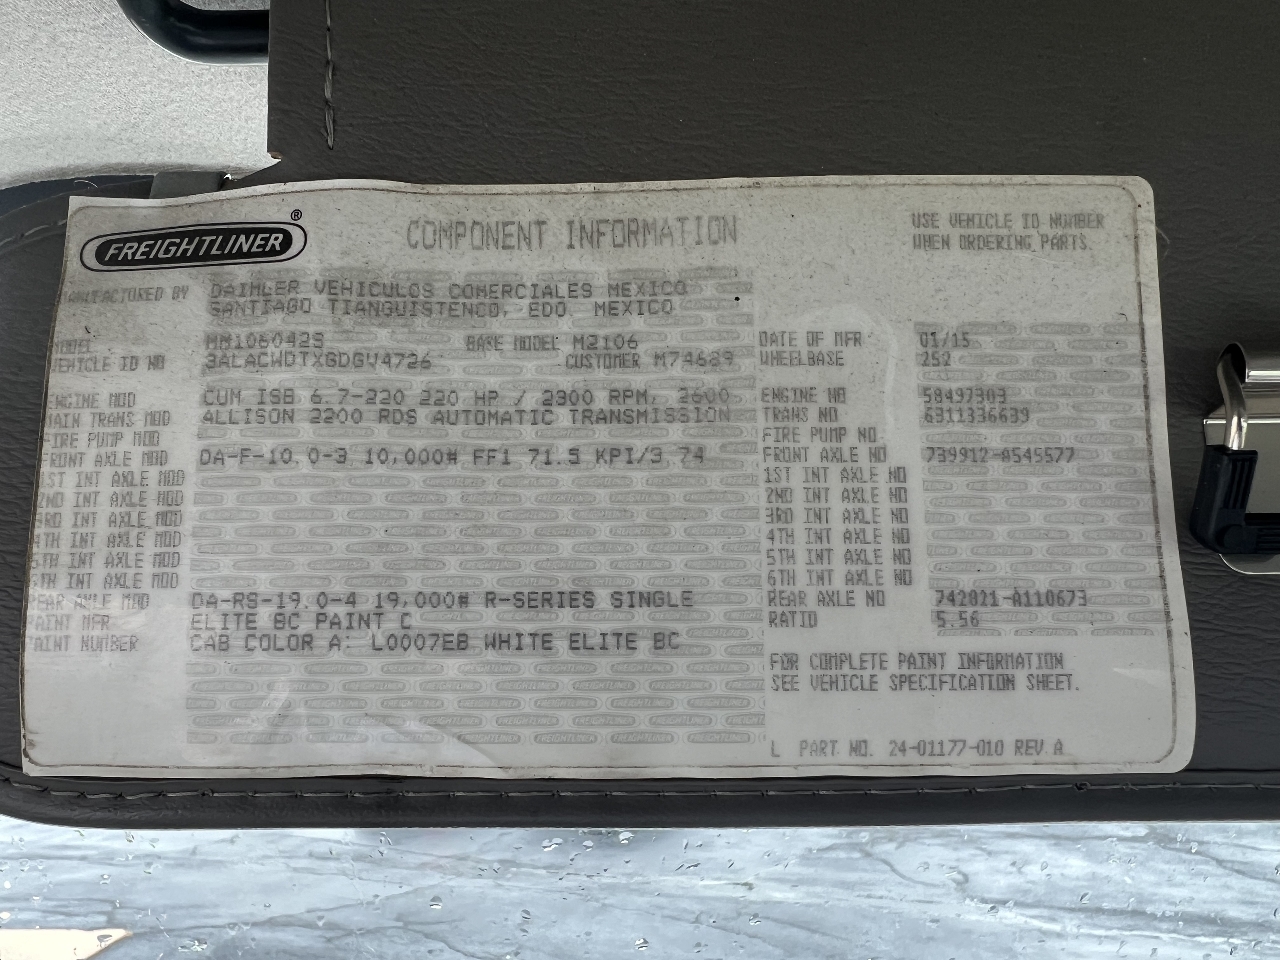 FREIGHTLINER ®
COMPONENT INFORMATION
USE VEHICLE ID NUMBER
WHEN ORDERING PARTS.
MANUFACTURED BY DAIMLER VEHICULOS COMERCIALES MEXICO
SANTIAGO TIANGUISTENCO, EDO. MEXICO
MODEL MM106042S BASE MODEL M2106 DATE OF MFR 01/15
VEHICLE ID NO 3ALACWDTXGDGV4726 CUSTOMER M74629 WHEELBASE 252
ENGINE MOD CUM ISB 6.7-220 220 HP / 2300 RPM, 2600 ENGINE NO 58497303
MAIN TRANS MOD ALLISON 2200 RDS AUTOMATIC TRANSMISSION TRANS NO 6311336639
FIRE PUMP MOD FIRE PUMP NO.
FRONT AXLE MOD DA-F-10.0-3 10,000# FF1 71.5 KPI/3.74 FRONT AXLE NO 739912-A545577
1ST INT AXLE MOD 1ST INT AXLE NO
2ND INT AXLE MOD 2ND INT AXLE NO
3RD INT AXLE MOD 3RD INT AXLE NO
4TH INT AXLE MOD 4TH INT AXLE NO
5TH INT AXLE MOD 5TH INT AXLE NO
6TH INT AXLE MOD 6TH INT AXLE NO
REAR AXLE MOD DA-RS-19.0-4 19,000# R-SERIES SINGLE REAR AXLE NO 742021-A110673
PAINT MFR ELITE BC PAINT C RATIO 5.56
PAINT NUMBER CAB COLOR A: L0007EB WHITE ELITE BC
FOR COMPLETE PAINT INFORMATION
SEE VEHICLE SPECIFICATION SHEET.
L PART NO. 24-01177-010 REV A